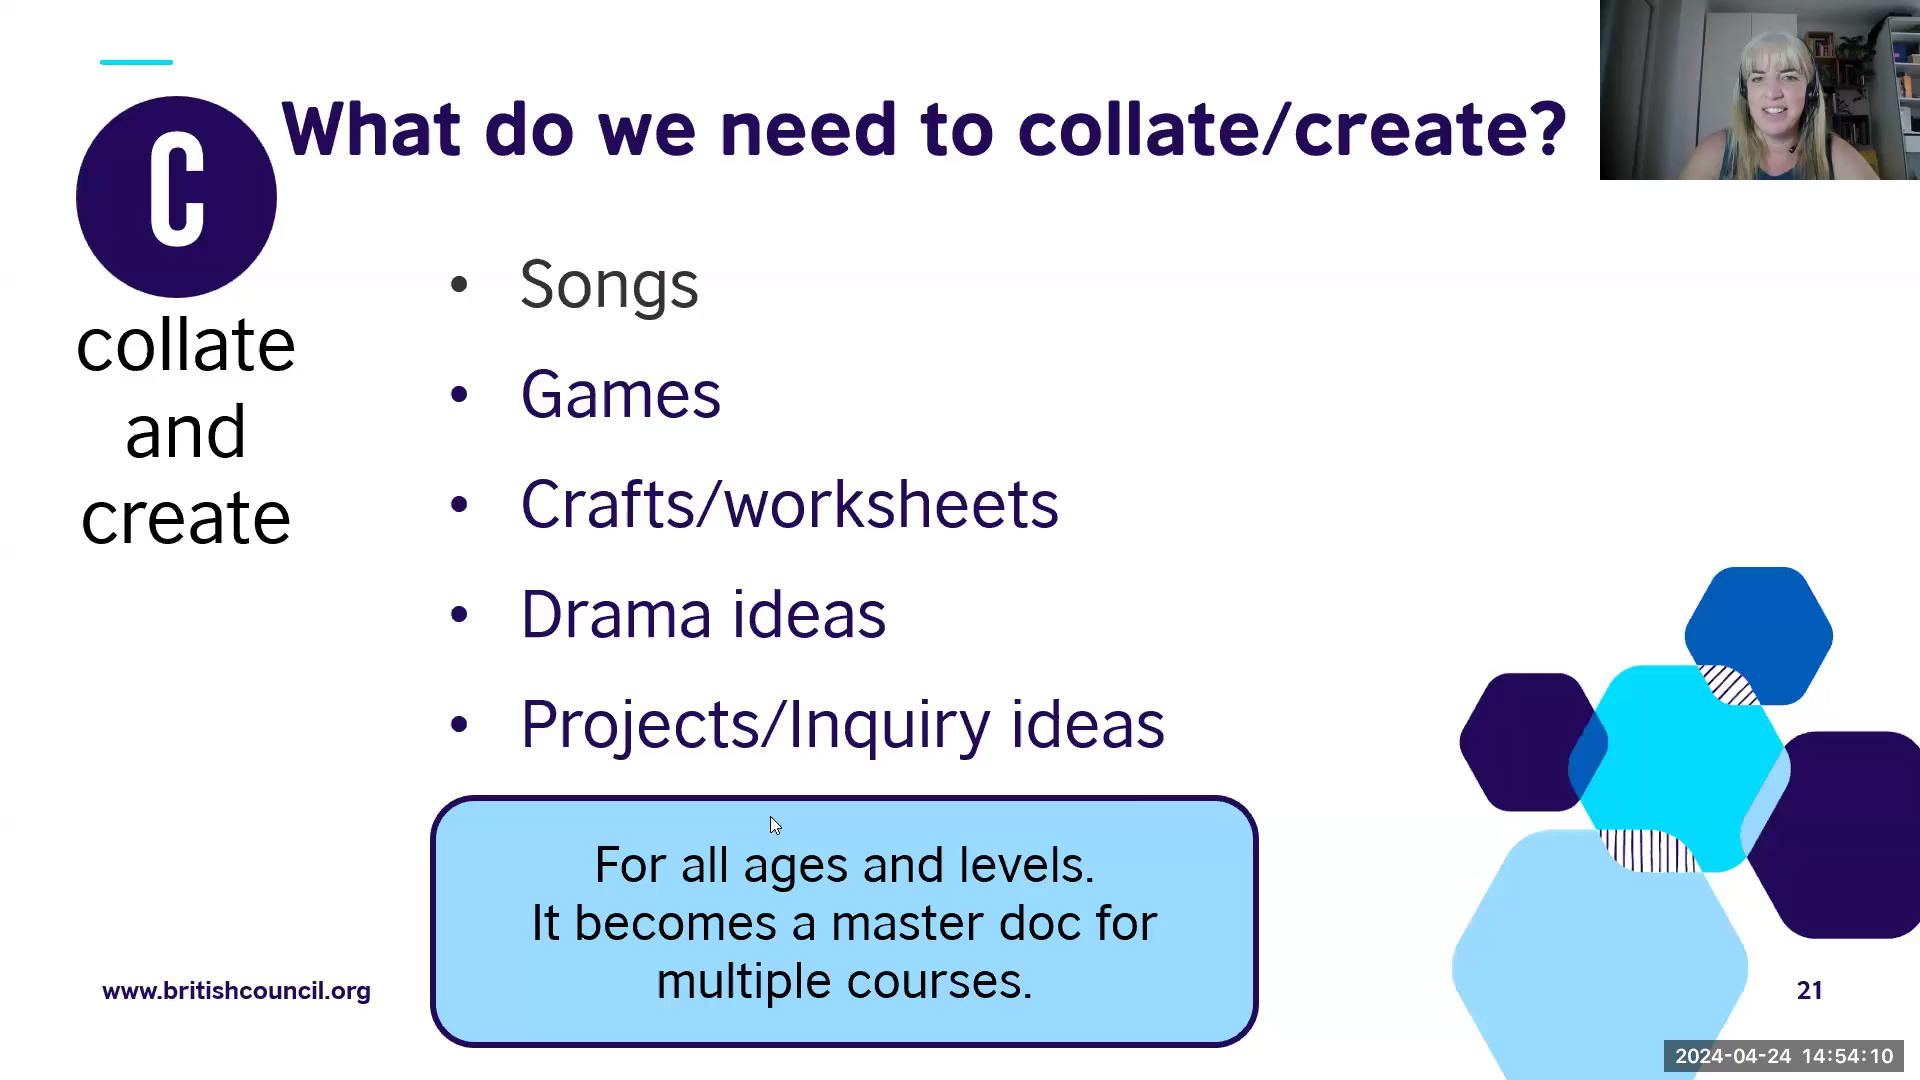 What do we need to collate/create?
C
collate
and
create
• Songs
• Games
• Crafts/worksheets
• Drama ideas
• Projects/Inquiry ideas
For all ages and levels.
It becomes a master doc for
multiple courses.
www.britishcouncil.org
21
2024-04-24 14:54:10